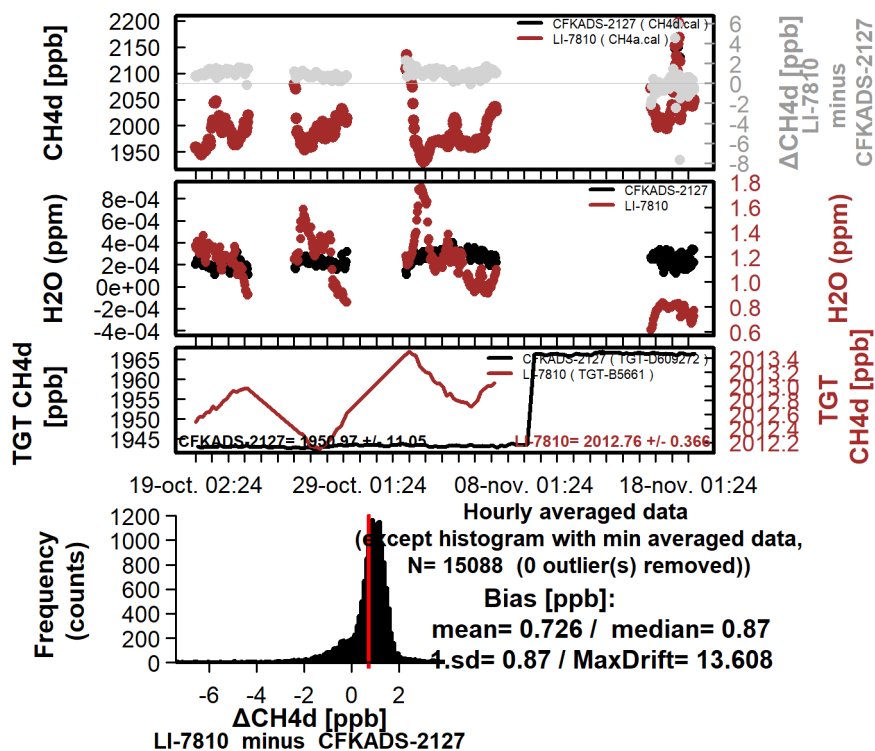 CH4d [ppb]
2200
2150
2100
2050
2000
1950
CFKADS-2127 ( CH4d.cal )
LI-7810 ( CH4a.cal )
6
4
2
0
-2
-4
-6
-8
ΔCH4d [ppb]
LI-7810
minus
CFKADS-2127
H2O (ppm)
8e-04
6e-04
4e-04
2e-04
0e+00
-2e-04
-4e-04
CFKADS-2127
LI-7810
1.8
1.6
1.4
1.2
1.0
0.8
0.6
H2O (ppm)
TGT CH4d
[ppb]
1965
1960
1955
1950
1945
CFKADS-2127 ( TGT-D609272 )
LI-7810 ( TGT-B5661 )
CFKADS-2127= 1950.97 +/- 11.05
LI-7810= 2012.76 +/- 0.366
2013.4
2013.2
2013.0
2012.8
2012.6
2012.4
2012.2
TGT
CH4d [ppb]
19-oct. 02:24
29-oct. 01:24
08-nov. 01:24
18-nov. 01:24
Frequency
(counts)
1200
1000
800
600
400
200
0
-6
-4
-2
0
2
ΔCH4d [ppb]
LI-7810 minus CFKADS-2127
Hourly averaged data
(except histogram with min averaged data,
N= 15088 (0 outlier(s) removed))
Bias [ppb]:
mean= 0.726 / median= 0.87
1.sd= 0.87 / MaxDrift= 13.608